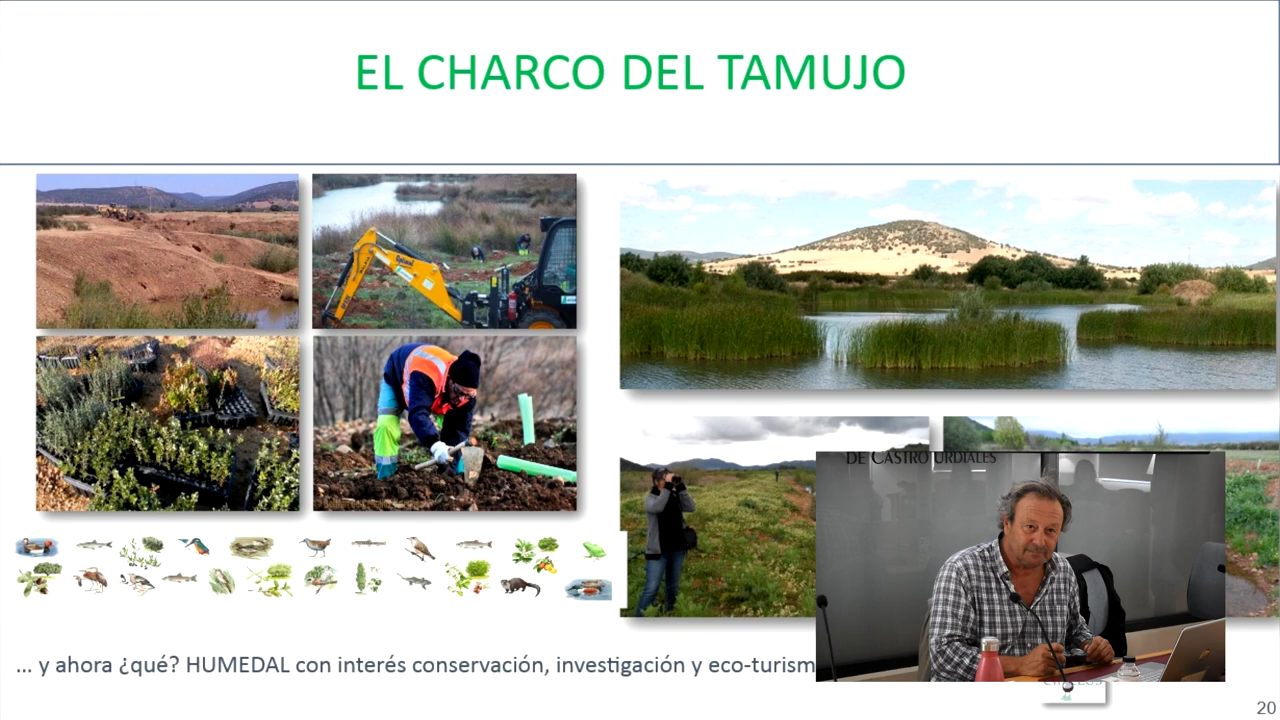 EL CHARCO DEL TAMUJO
DE CASTRO URDIALES
... y ahora ¿qué? HUMEDAL con interés conservación, investigación y eco-turism
20